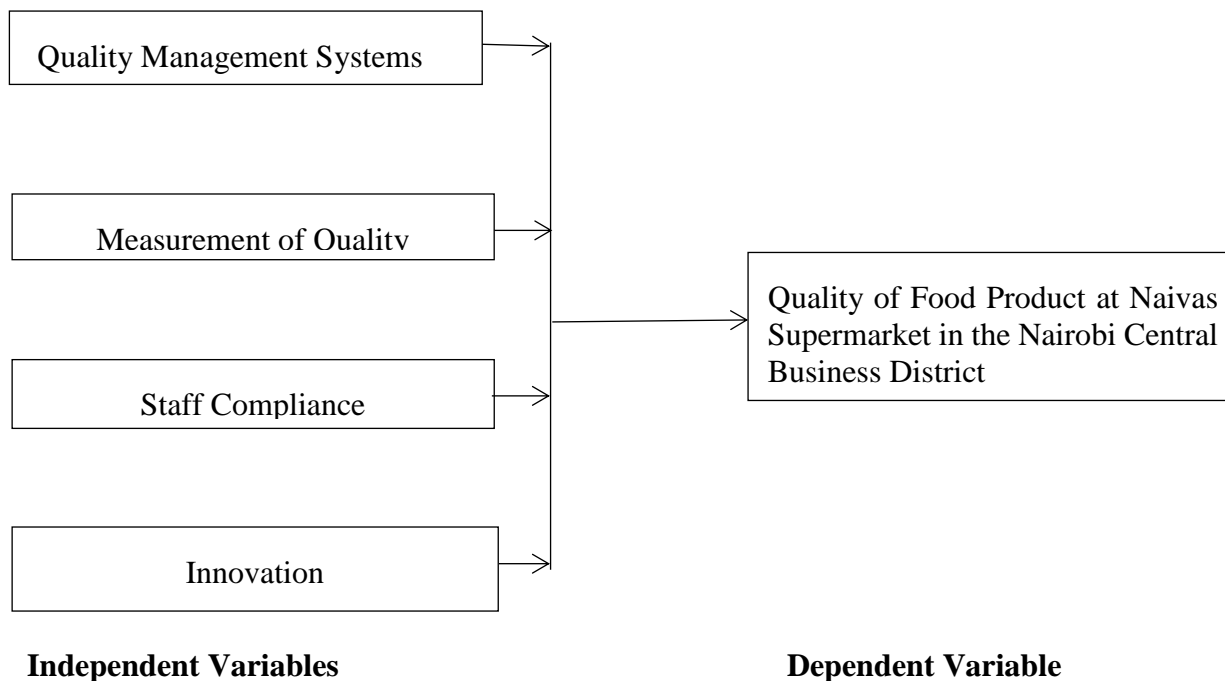 Quality Management Systems
Measurement of Quality
Staff Compliance
Innovation
Quality of Food Product at Naivas
Supermarket in the Nairobi Central
Business District
Independent Variables
Dependent Variable